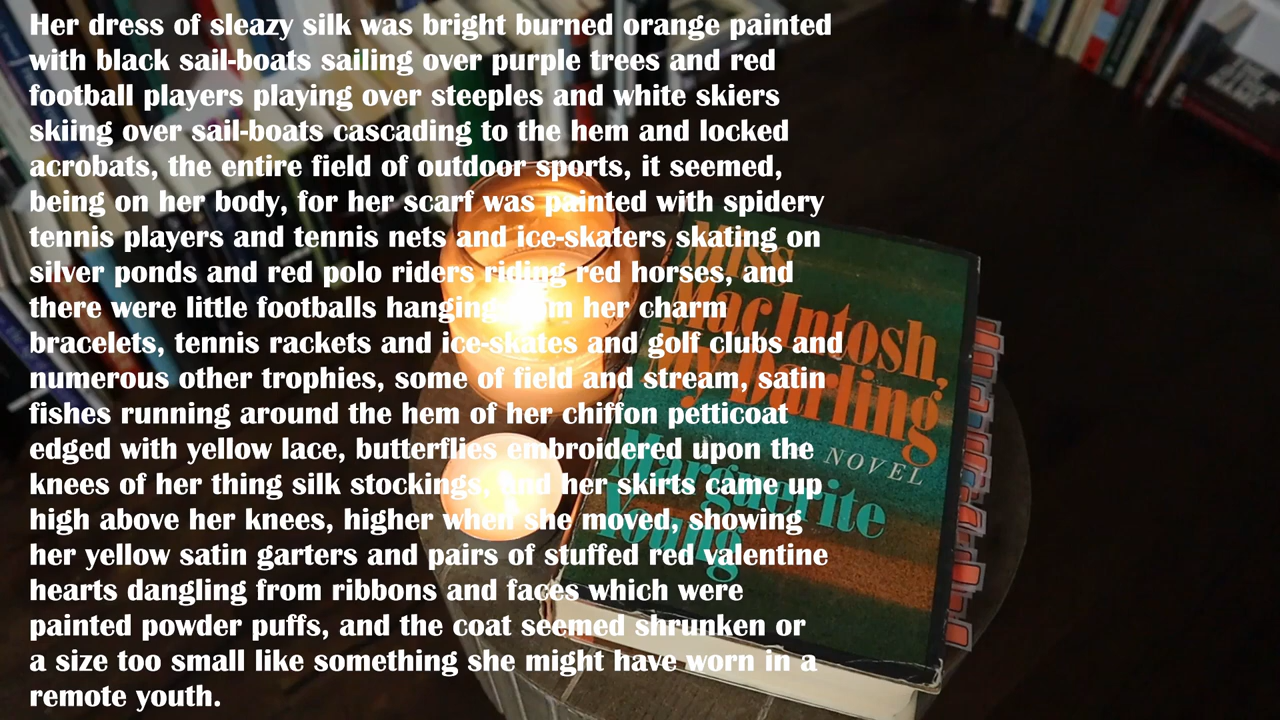 Her dress of sleazy silk was bright burned orange painted
with black sail-boats sailing over purple trees and red
football players playing over steeples and white skiers
skiing over sail-boats cascading to the hem and locked
acrobats, the entire field of outdoor sports, it seemed,
being on her body, for her scarf was painted with spidery
tennis players and tennis nets and ice-skaters skating on
silver ponds and red polo riders riding red horses, and
there were little footballs hanging from her charm
bracelets, tennis rackets and ice-skates and golf clubs and
numerous other trophies, some of field and stream, satin
fishes running around the hem of her chiffon petticoat
edged with yellow lace, butterflies embroidered upon the
knees of her thing silk stockings, and her skirts came up
high above her knees, higher when she moved, showing
her yellow satin garters and pairs of stuffed red valentine
hearts dangling from ribbons and faces which were
painted powder puffs, and the coat seemed shrunken or
a size too small like something she might have worn in a
remote youth.
Miss
MacIntosh,
My Darling
NOVEL
Marguerite
Young